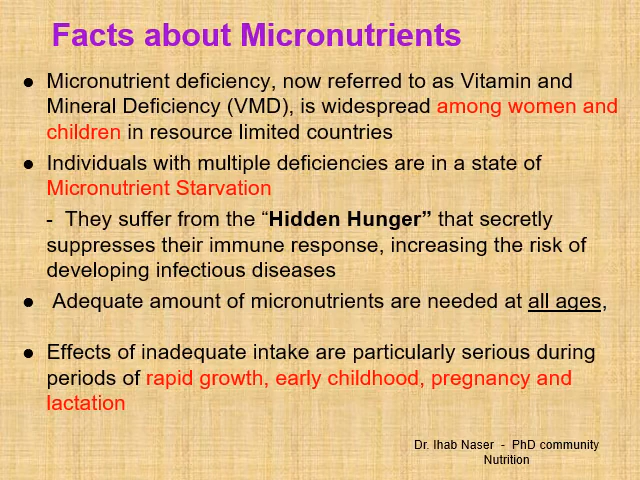 Facts about Micronutrients
● Micronutrient deficiency, now referred to as Vitamin and
Mineral Deficiency (VMD), is widespread among women and
children in resource limited countries
● Individuals with multiple deficiencies are in a state of
Micronutrient Starvation
- They suffer from the “Hidden Hunger” that secretly
suppresses their immune response, increasing the risk of
developing infectious diseases
● Adequate amount of micronutrients are needed at all ages,
● Effects of inadequate intake are particularly serious during
periods of rapid growth, early childhood, pregnancy and
lactation
Dr. Ihab Naser - PhD community
Nutrition